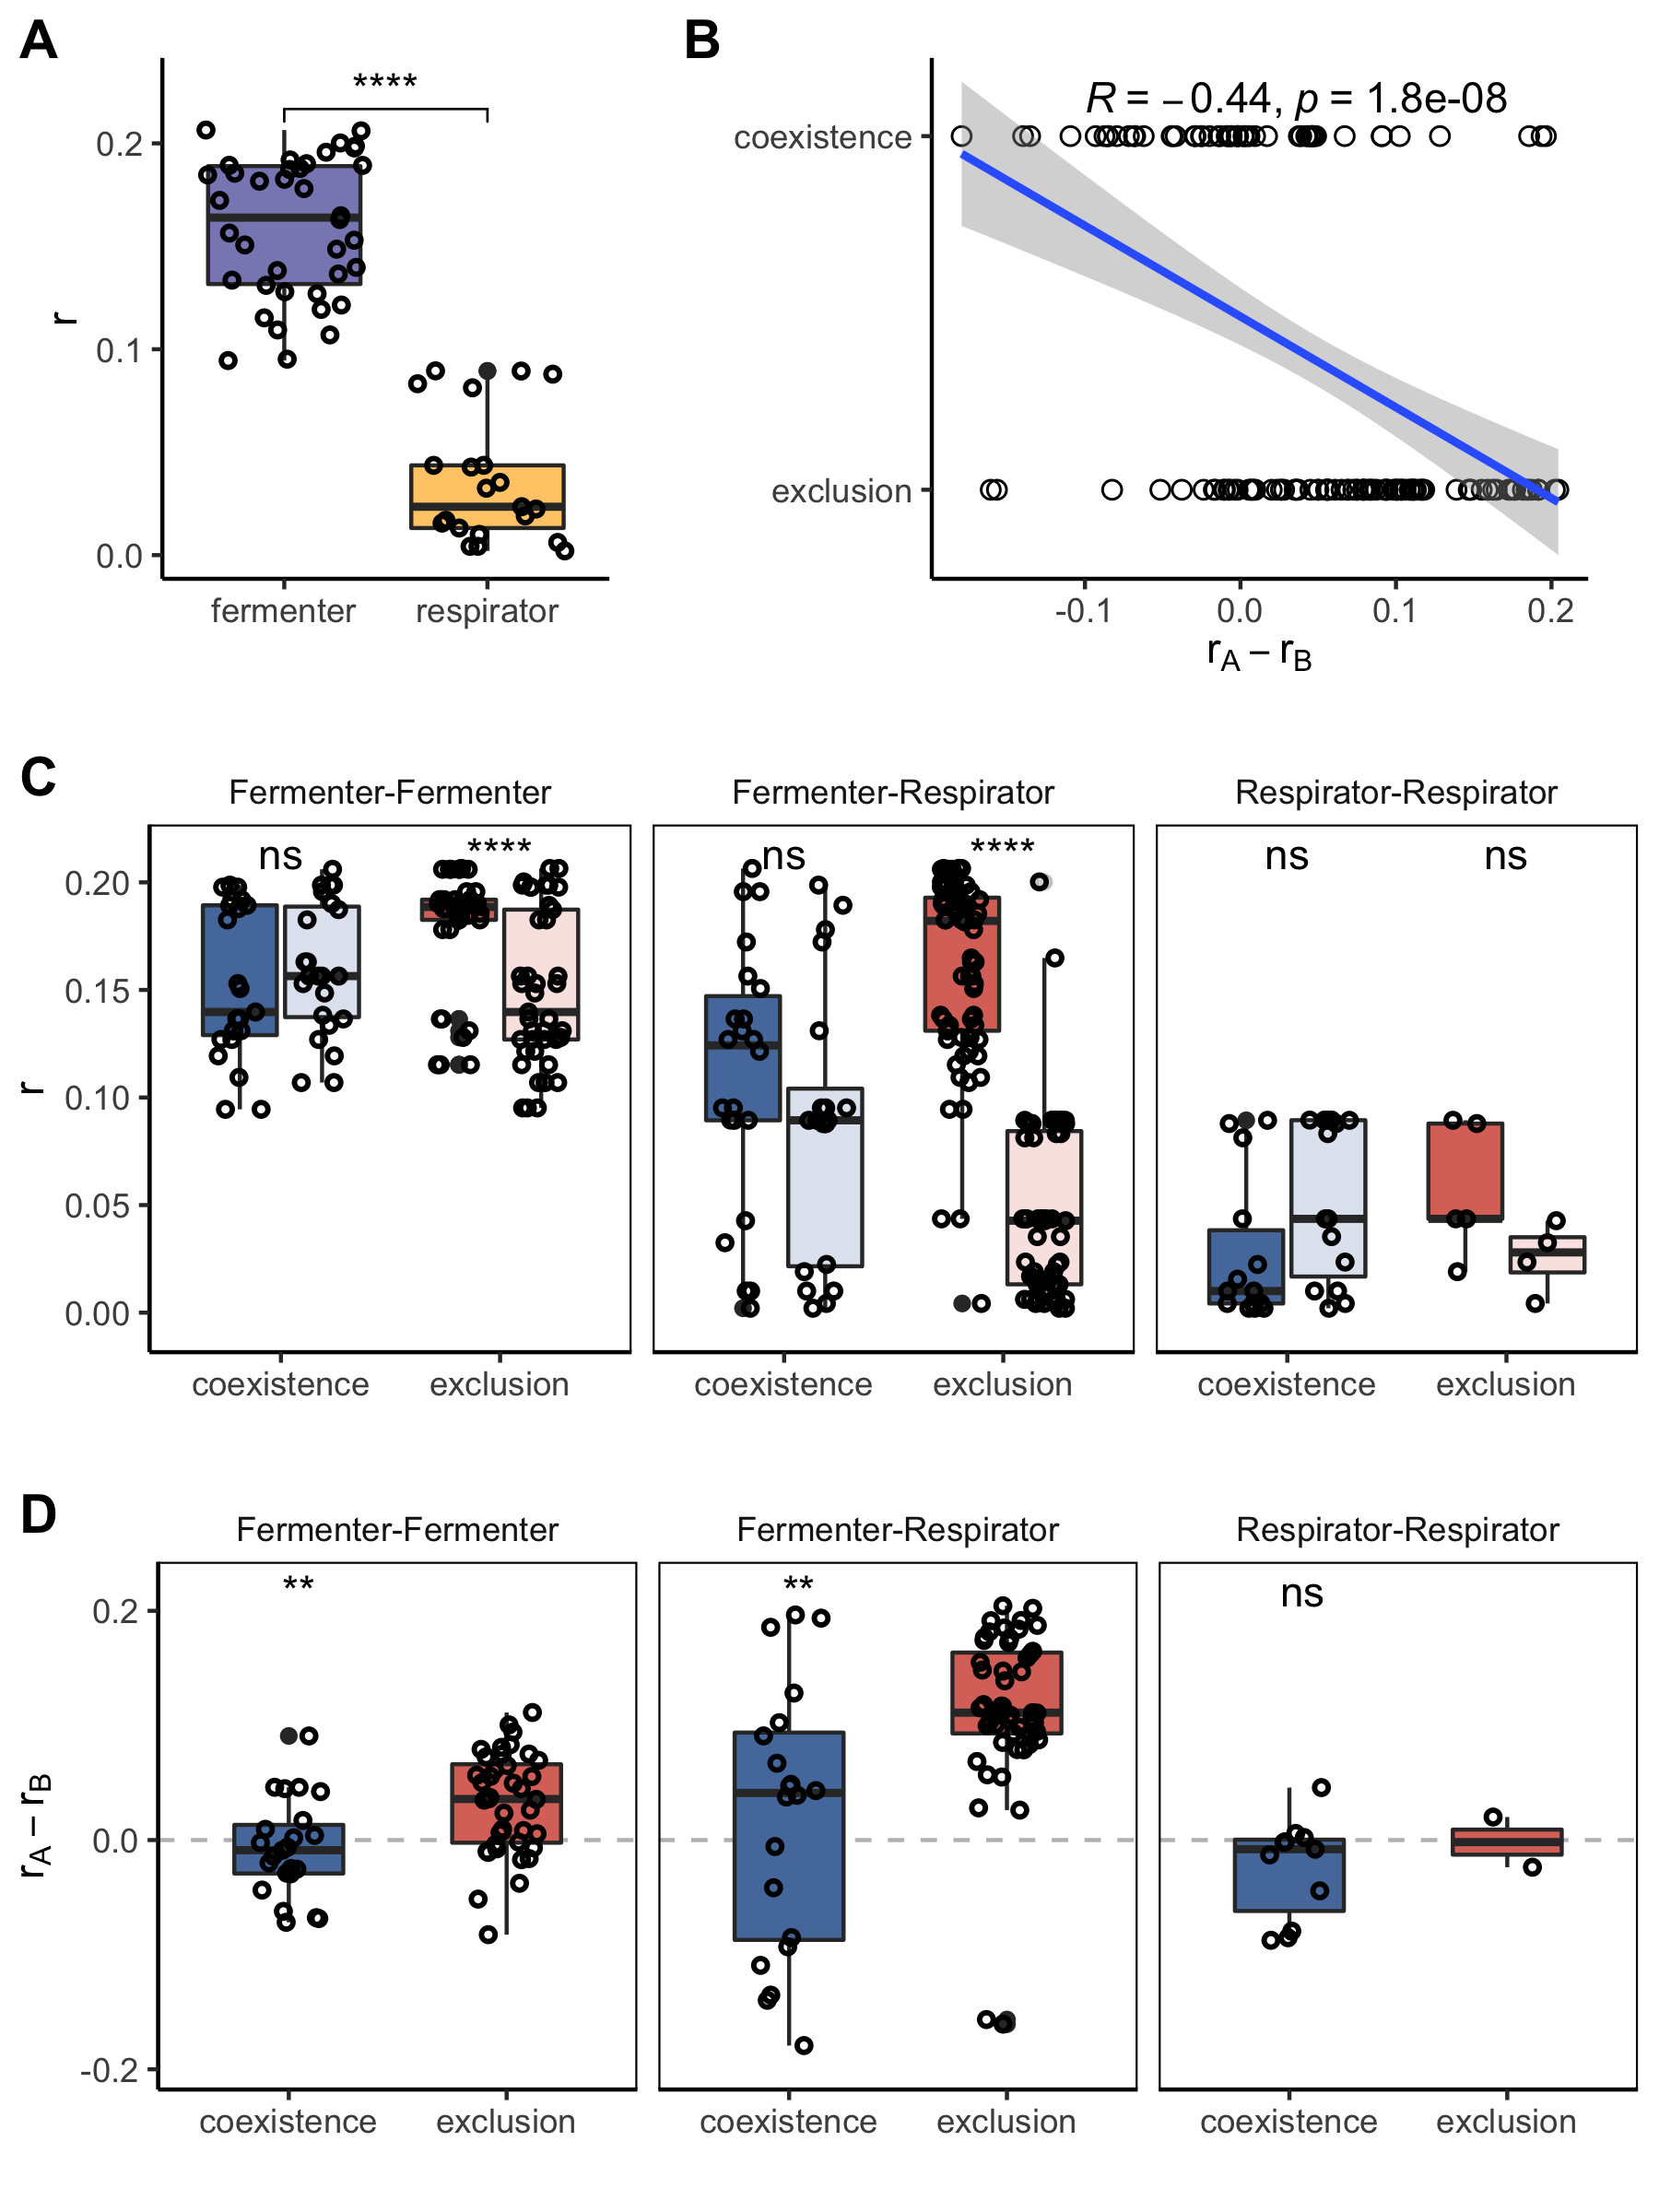 A
****
r
0.2
0.1
0.0
fermenter
respirator
B
R = −0.44, p = 1.8e-08
coexistence
exclusion
-0.1
0.0
0.1
0.2
rA − rB
C
Fermenter-Fermenter
Fermenter-Respirator
Respirator-Respirator
ns
****
ns
****
ns
ns
r
0.20
0.15
0.10
0.05
0.00
coexistence
exclusion
coexistence
exclusion
coexistence
exclusion
D
Fermenter-Fermenter
Fermenter-Respirator
Respirator-Respirator
**
**
ns
rA − rB
0.2
0.0
-0.2
coexistence
exclusion
coexistence
exclusion
coexistence
exclusion